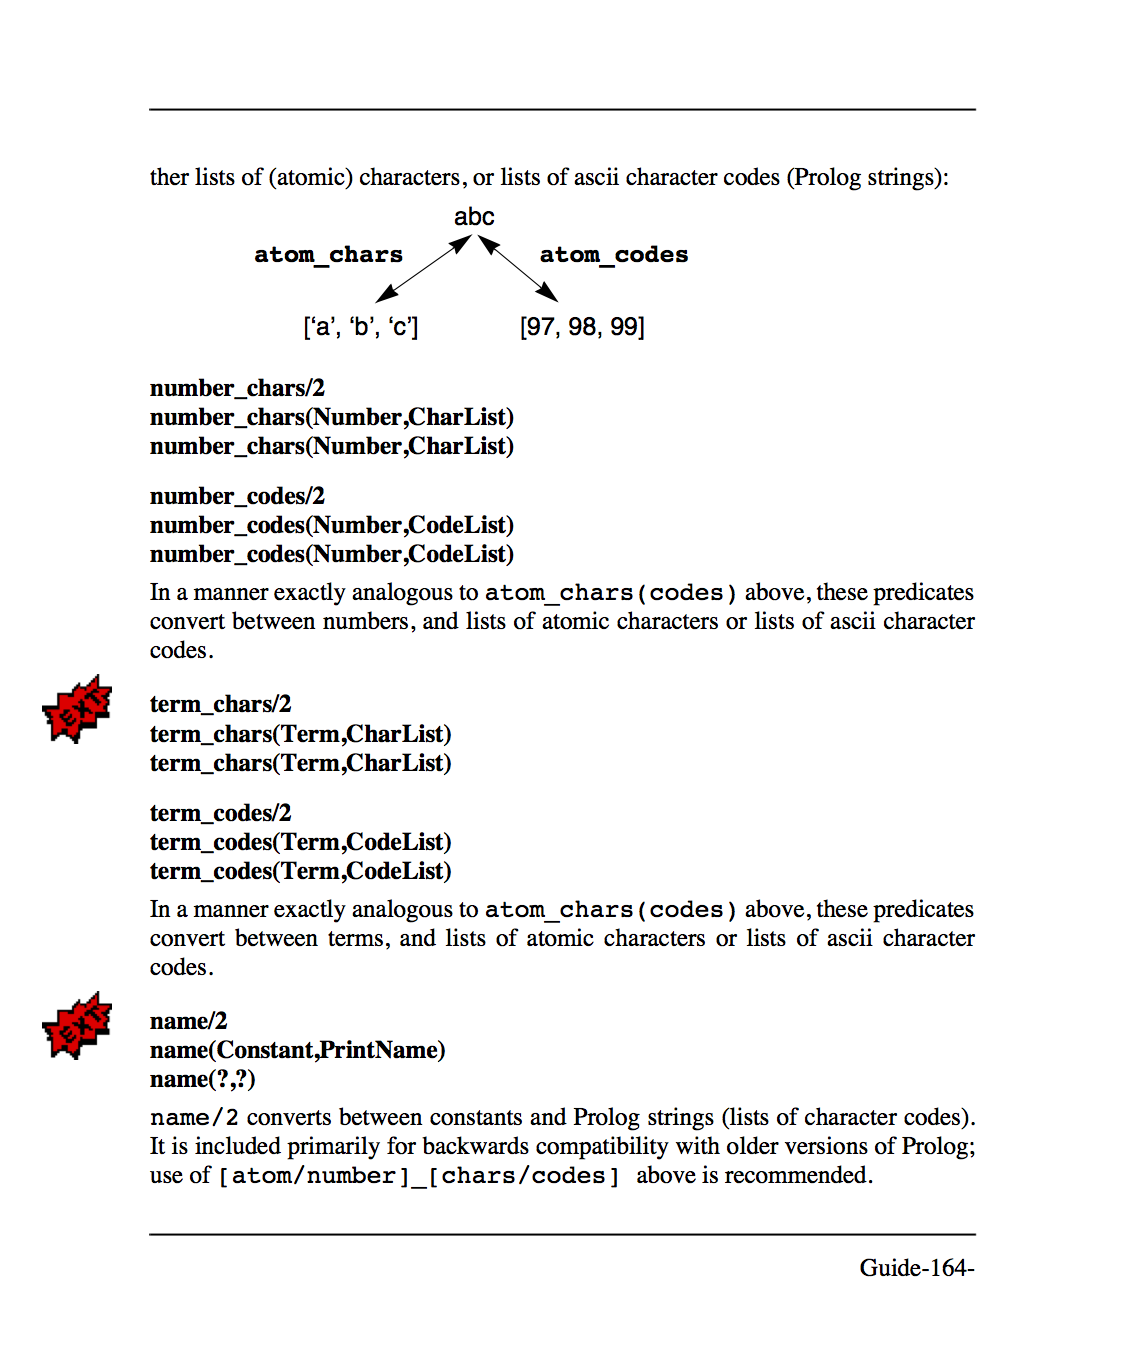 ther lists of (atomic) characters, or lists of ascii character codes (Prolog strings):
abc
atom_chars atom_codes
[‘a’, ‘b’, ‘c’] [97, 98, 99]
number_chars/2
number_chars(Number,CharList)
number_chars(Number,CharList)
number_codes/2
number_codes(Number,CodeList)
number_codes(Number,CodeList)
In a manner exactly analogous to atom_chars(codes) above, these predicates
convert between numbers, and lists of atomic characters or lists of ascii character
codes.
EXT
term_chars/2
term_chars(Term,CharList)
term_chars(Term,CharList)
term_codes/2
term_codes(Term,CodeList)
term_codes(Term,CodeList)
In a manner exactly analogous to atom_chars(codes) above, these predicates
convert between terms, and lists of atomic characters or lists of ascii character
codes.
EXT
name/2
name(Constant,PrintName)
name(?,?)
name/2 converts between constants and Prolog strings (lists of character codes).
It is included primarily for backwards compatibility with older versions of Prolog;
use of [atom/number]_[chars/codes] above is recommended.
Guide-164-